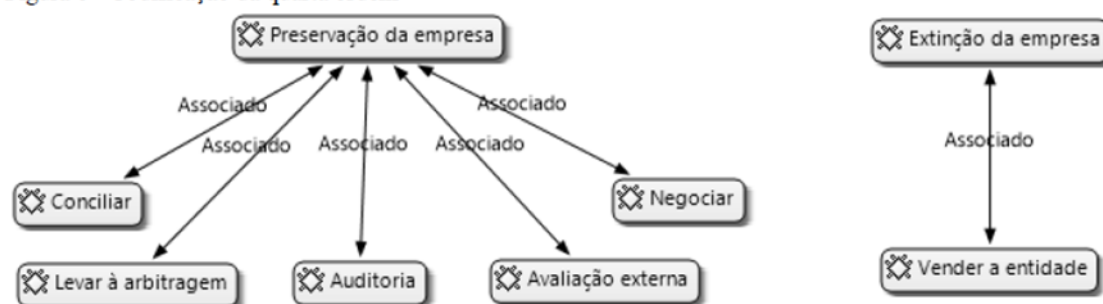 Preservação da empresa
Extinção da empresa
Associado
Associado
Associado
Associado
Associado
Associado
Conciliar
Negociar
Levar à arbitragem
Auditoria
Avaliação externa
Vender a entidade